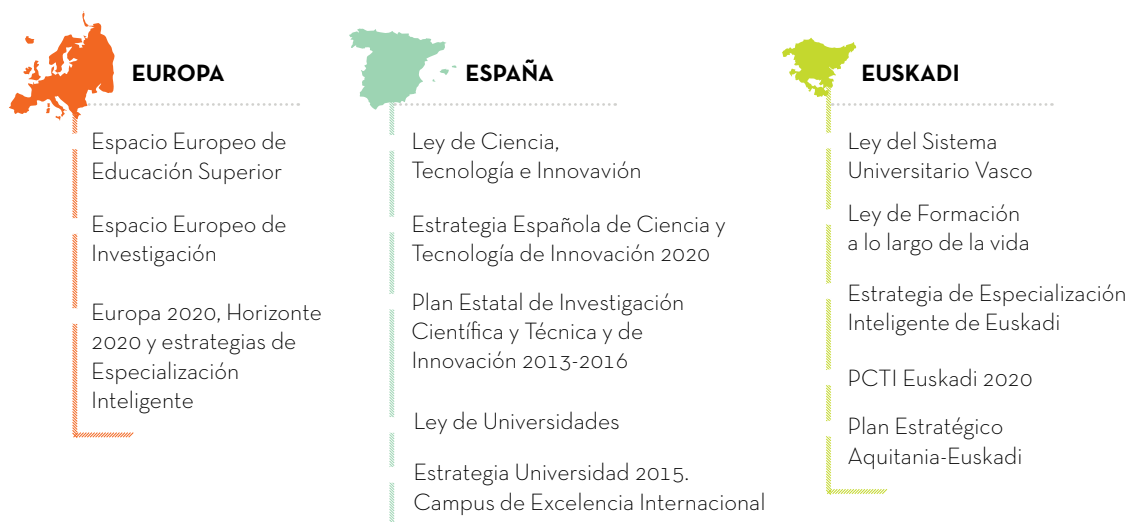 EUROPA
Espacio Europeo de
Educación Superior
Espacio Europeo de
Investigación
Europa 2020, Horizonte
2020 y estrategias de
Especialización
Inteligente
ESPAÑA
Ley de Ciencia,
Tecnología e Innovavión
Estrategia Española de Ciencia y
Tecnología de Innovación 2020
Plan Estatal de Investigación
Científica y Técnica y de
Innovación 2013-2016
Ley de Universidades
Estrategia Universidad 2015.
Campus de Excelencia Internacional
EUSKADI
Ley del Sistema
Universitario Vasco
Ley de Formación
a lo largo de la vida
Estrategia de Especialización
Inteligente de Euskadi
PCTI Euskadi 2020
Plan Estratégico
Aquitania-Euskadi